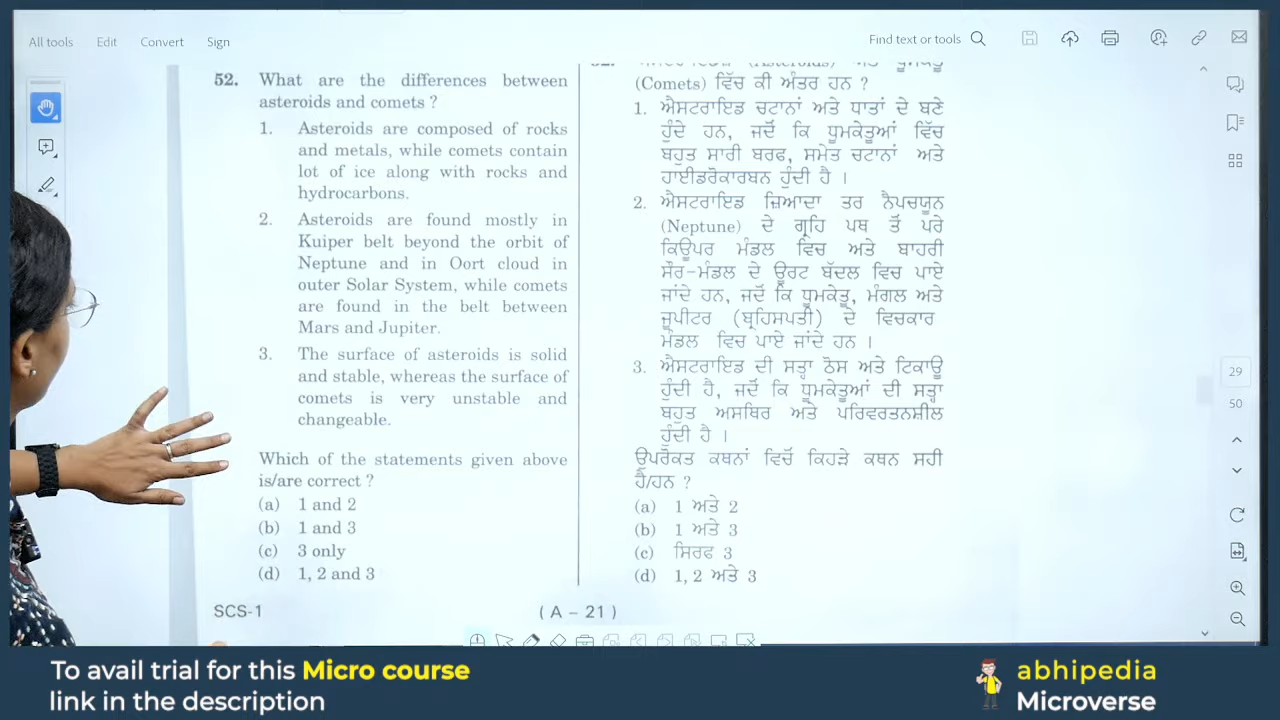 All tools Edit Convert Sign Find text or tools
52. What are the differences between
asteroids and comets ?
1. Asteroids are composed of rocks
and metals, while comets contain
lot of ice along with rocks and
hydrocarbons.
2. Asteroids are found mostly in
Kuiper belt beyond the orbit of
Neptune and in Oort cloud in
outer Solar System, while comets
are found in the belt between
Mars and Jupiter.
3. The surface of asteroids is solid
and stable, whereas the surface of
comets is very unstable and
changeable.
Which of the statements given above
is/are correct ?
(a) 1 and 2
(b) 1 and 3
(c) 3 only
(d) 1, 2 and 3
(Comets) ਵਿੱਚ ਕੀ ਅੰਤਰ ਹਨ ?
1. ਐਸਟਰਾਇਡ ਚਟਾਨਾਂ ਅਤੇ ਧਾਤਾਂ ਦੇ ਬਣੇ
ਹੁੰਦੇ ਹਨ, ਜਦੋਂ ਕਿ ਧੂਮਕੇਤੂਆਂ ਵਿੱਚ
ਬਹੁਤ ਸਾਰੀ ਬਰਫ, ਸਮੇਤ ਚਟਾਨਾਂ ਅਤੇ
ਹਾਈਡਰੋਕਾਰਬਨ ਹੁੰਦੀ ਹੈ ।
2. ਐਸਟਰਾਇਡ ਜ਼ਿਆਦਾ ਤਰ ਨੈਪਚਯੂਨ
(Neptune) ਦੇ ਗ੍ਰਹਿ ਪਥ ਤੋਂ ਪਰੇ
ਕਿਊਪਰ ਮੰਡਲ ਵਿਚ ਅਤੇ ਬਾਹਰੀ
ਸੌਰ-ਮੰਡਲ ਦੇ ਊਰਟ ਬੱਦਲ ਵਿਚ ਪਾਏ
ਜਾਂਦੇ ਹਨ, ਜਦੋਂ ਕਿ ਧੂਮਕੇਤੂ, ਮੰਗਲ ਅਤੇ
ਜੂਪੀਟਰ (ਬ੍ਰਹਿਸਪਤੀ) ਦੇ ਵਿਚਕਾਰ
ਮੰਡਲ ਵਿਚ ਪਾਏ ਜਾਂਦੇ ਹਨ ।
3. ਐਸਟਰਾਇਡ ਦੀ ਸਤ੍ਹਾ ਠੋਸ ਅਤੇ ਟਿਕਾਊ
ਹੁੰਦੀ ਹੈ, ਜਦੋਂ ਕਿ ਧੂਮਕੇਤੂਆਂ ਦੀ ਸਤ੍ਹਾ
ਬਹੁਤ ਅਸਥਿਰ ਅਤੇ ਪਰਿਵਰਤਨਸ਼ੀਲ
ਹੁੰਦੀ ਹੈ ।
ਉਪਰੋਕਤ ਕਥਨਾਂ ਵਿਚੋਂ ਕਿਹੜੇ ਕਥਨ ਸਹੀ
ਹੈ/ਹਨ ?
(a) 1 ਅਤੇ 2
(b) 1 ਅਤੇ 3
(c) ਸਿਰਫ 3
(d) 1, 2 ਅਤੇ 3
29
50
SCS-1 ( A – 21 )
To avail trial for this Micro course
link in the description
abhipedia
Microverse